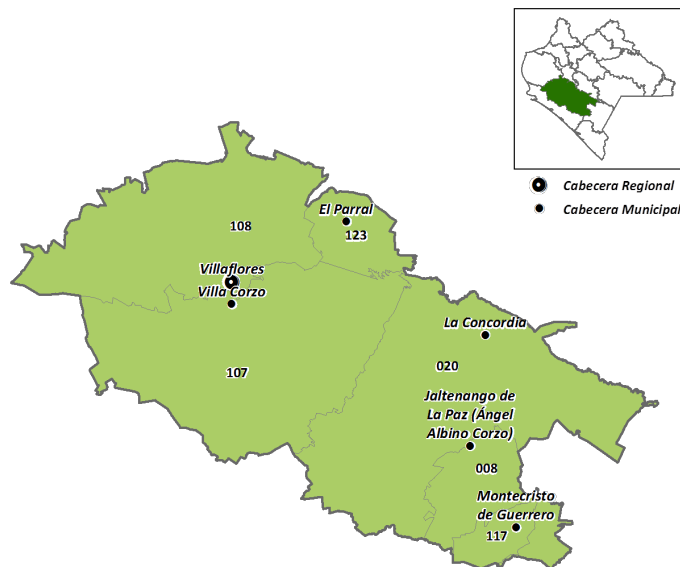 Cabecera Regional
Cabecera Municipal
El Parral
108
123
Villaflores
Villa Corzo
La Concordia
020
107
Jaltenango de
La Paz (Ángel
Albino Corzo)
008
Montecristo
de Guerrero
117